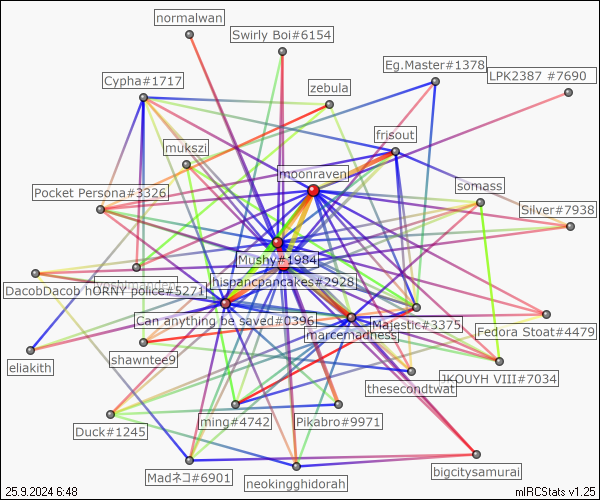 normalwan
Swirly Boi#6154
Eg.Master#1378
LPK2387 #7690
Cypha#1717
zebula
frisout
mukszi
moonraven
Pocket Persona#3326
somass
Silver#7938
Mushy#1984
hispancpancakes#2928
DacobDacob hORNY police#5271
Can anything be saved#0396
Majestic#3375
Fedora Stoat#4479
marcemadness
eliakith
shawntee9
JKOUYH VIII#7034
thesecondtwat
Duck#1245
ming#4742
Pikabro#9971
Madネコ#6901
neokingghidorah
bigcitysamurai
25.9.2024 6:48
mIRCStats v1.25